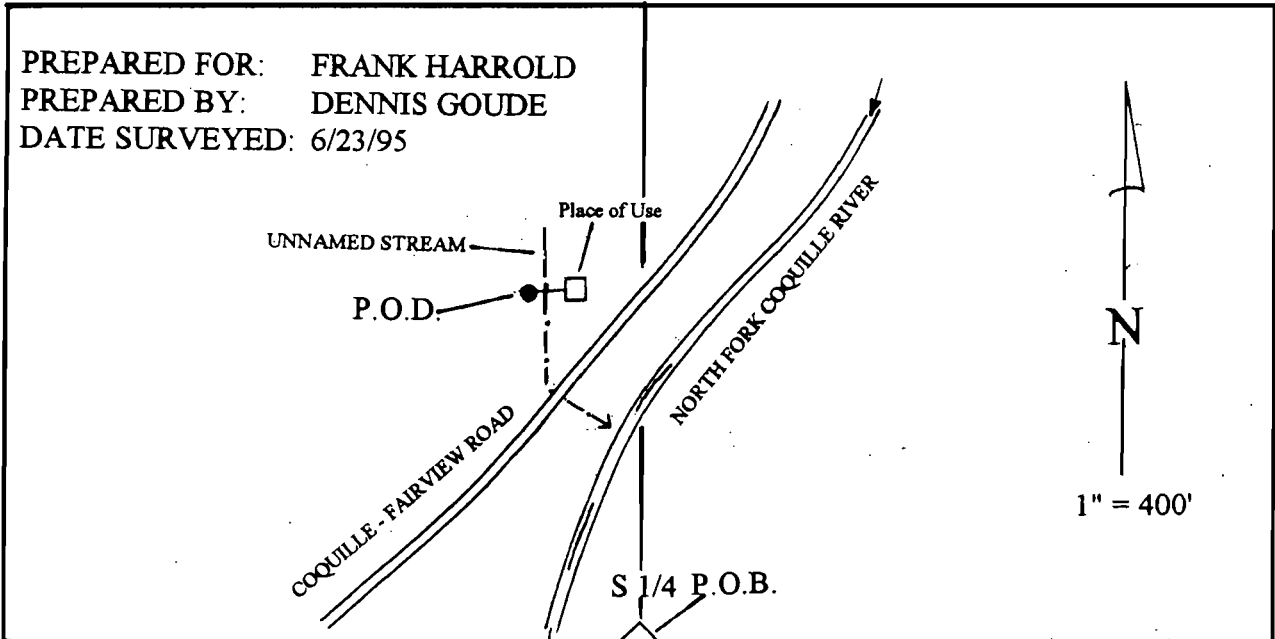 PREPARED FOR: FRANK HARROLD
PREPARED BY: DENNIS GOUDE
DATE SURVEYED: 6/23/95
Place of Use
UNNAMED STREAM
P.O.D.
NORTH FORK COQUILLE RIVER
N
COQUILLE - FAIRVIEW ROAD
1" = 400'
S 1/4 P.O.B.